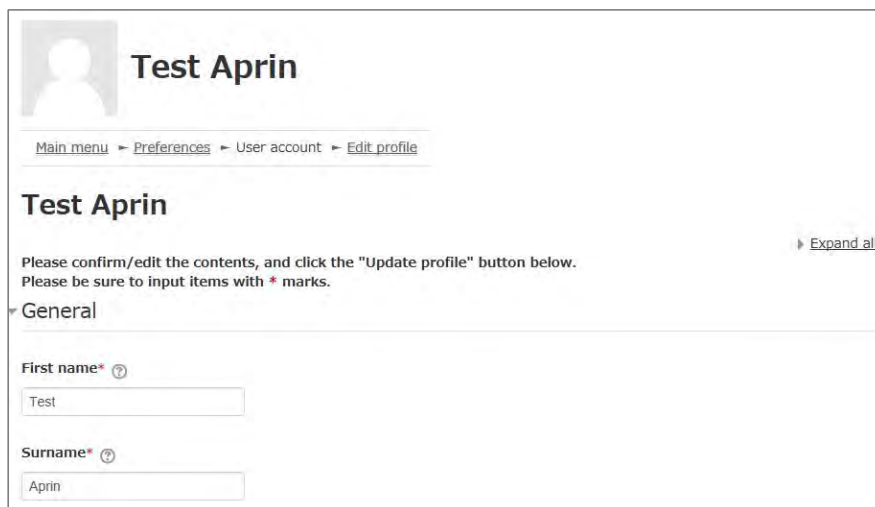 Test Aprin
Main menu ► Preferences ► User account ► Edit profile
Test Aprin
Expand all
Please confirm/edit the contents, and click the "Update profile" button below.
Please be sure to input items with * marks.
General
First name*
Test
Surname*
Aprin